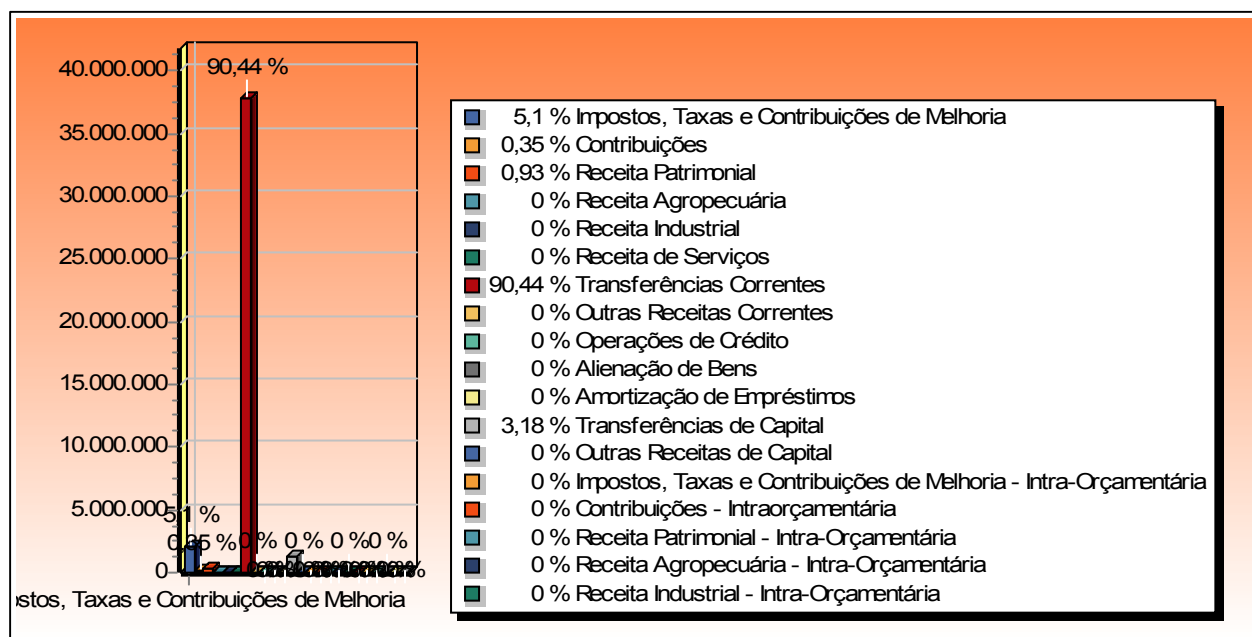 90,44 %
40.000.000
35.000.000
30.000.000
25.000.000
20.000.000
15.000.000
10.000.000
5.000.000
5,1 %
0,35 %
0 %
0 %
0 %
0 %
0
ostos, Taxas e Contribuições de Melhoria
5,1 % Impostos, Taxas e Contribuições de Melhoria
0,35 % Contribuições
0,93 % Receita Patrimonial
0 % Receita Agropecuária
0 % Receita Industrial
0 % Receita de Serviços
90,44 % Transferências Correntes
0 % Outras Receitas Correntes
0 % Operações de Crédito
0 % Alienação de Bens
0 % Amortização de Empréstimos
3,18 % Transferências de Capital
0 % Outras Receitas de Capital
0 % Impostos, Taxas e Contribuições de Melhoria - Intra-Orçamentária
0 % Contribuições - Intraorçamentária
0 % Receita Patrimonial - Intra-Orçamentária
0 % Receita Agropecuária - Intra-Orçamentária
0 % Receita Industrial - Intra-Orçamentária